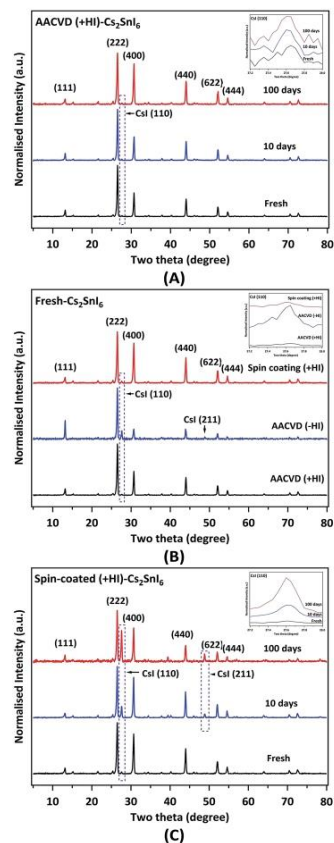 AACVD (+HI)-Cs₂SnI₆
(222)
(400)
(111)
(440)
(622)
(444)
100 days
CsI (110)
10 days
Fresh
CsI (110)
100 days
10 days
Fresh
Normalised Intensity (a.u.)
10 20 30 40 50 60 70 80
Two theta (degree)
(A)
Fresh-Cs₂SnI₆
(222)
(400)
(111)
(440)
(622)
(444)
Spin coating (+HI)
CsI (110)
CsI (211)
AACVD (-HI)
AACVD (+HI)
CsI (110)
Spin coating (+HI)
AACVD (-HI)
AACVD (+HI)
Normalised Intensity (a.u.)
10 20 30 40 50 60 70 80
Two theta (degree)
(B)
Spin-coated (+HI)-Cs₂SnI₆
(222)
(400)
(111)
(440)
(622)
(444)
100 days
CsI (110)
CsI (211)
10 days
Fresh
CsI (110)
100 days
10 days
Fresh
Normalised Intensity (a.u.)
10 20 30 40 50 60 70 80
Two theta (degree)
(C)